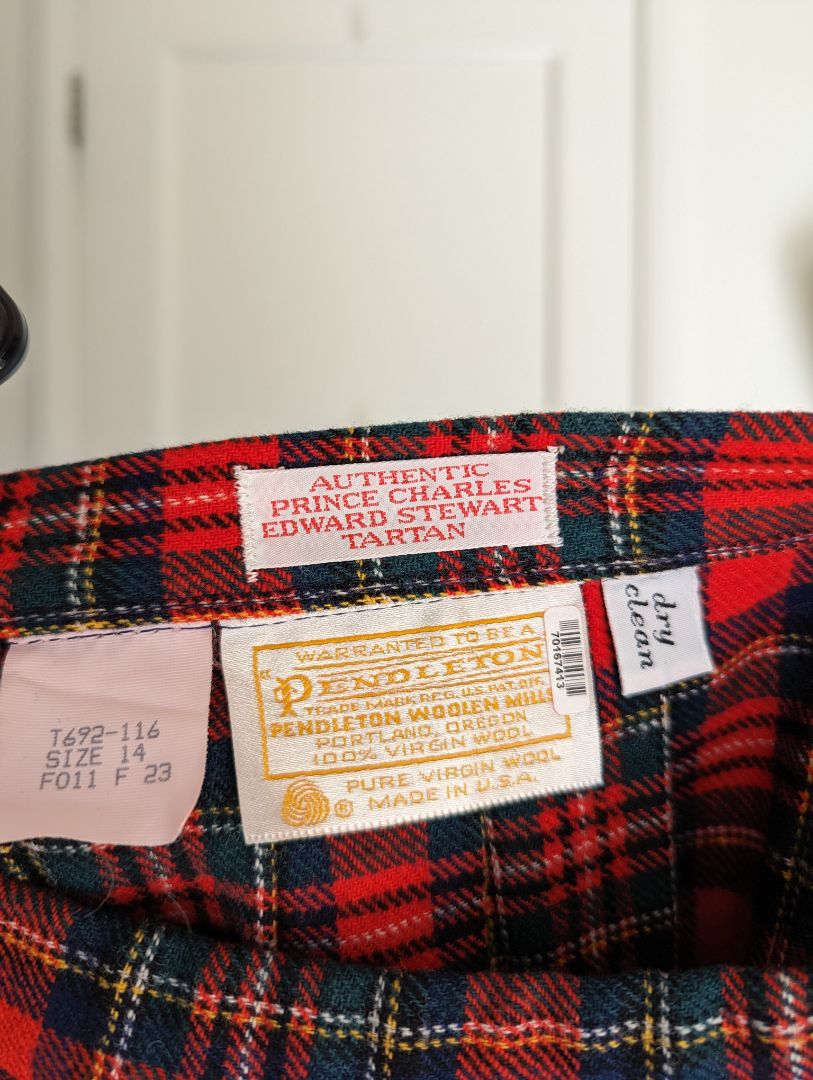 AUTHENTIC
PRINCE CHARLES
EDWARD STEWART
TARTAN
T692-116
SIZE 14
F011 F 23
WARRANTED TO BE A
PENDLETON
TRADE MARK REG. U.S. PAT. OFF.
PENDLETON WOOLEN MILL
PORTLAND, OREGON
100% VIRGIN WOOL
PURE VIRGIN WOOL
® MADE IN U.S.A.
70167413
dry
clean